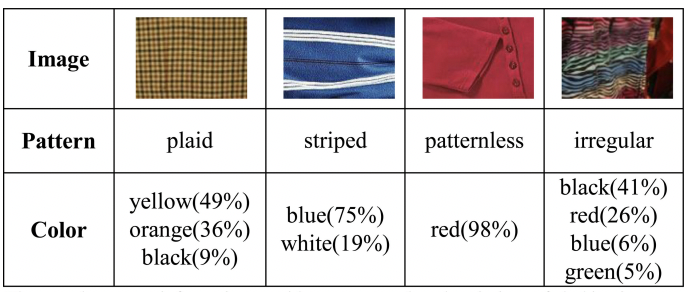 Image
Pattern plaid striped patternless irregular
Color
yellow(49%)
orange(36%)
black(9%)
blue(75%)
white(19%)
red(98%)
black(41%)
red(26%)
blue(6%)
green(5%)